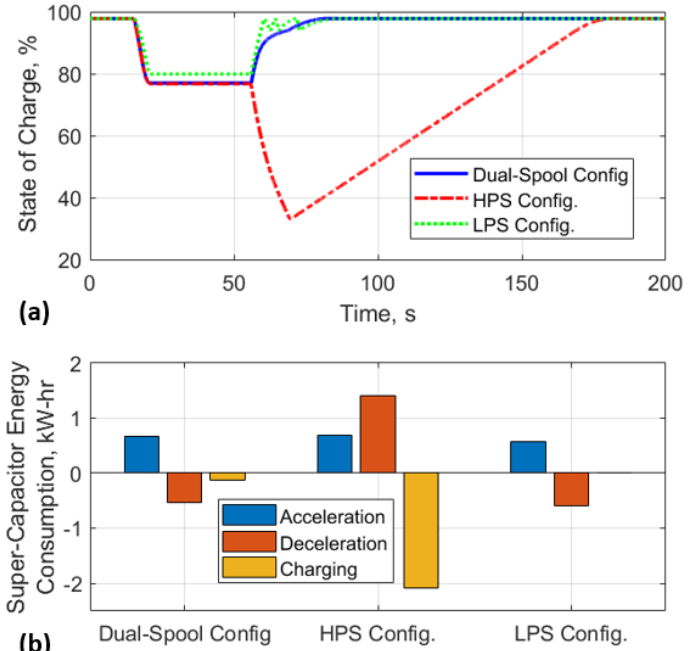 100
80
60
40
20
State of Charge, %
Dual-Spool Config
HPS Config.
LPS Config.
0 50 100 150 200
Time, s
(a)
2
1
0
-1
-2
Super-Capacitor Energy
Consumption, kW-hr
Acceleration
Deceleration
Charging
Dual-Spool Config HPS Config. LPS Config.
(b)